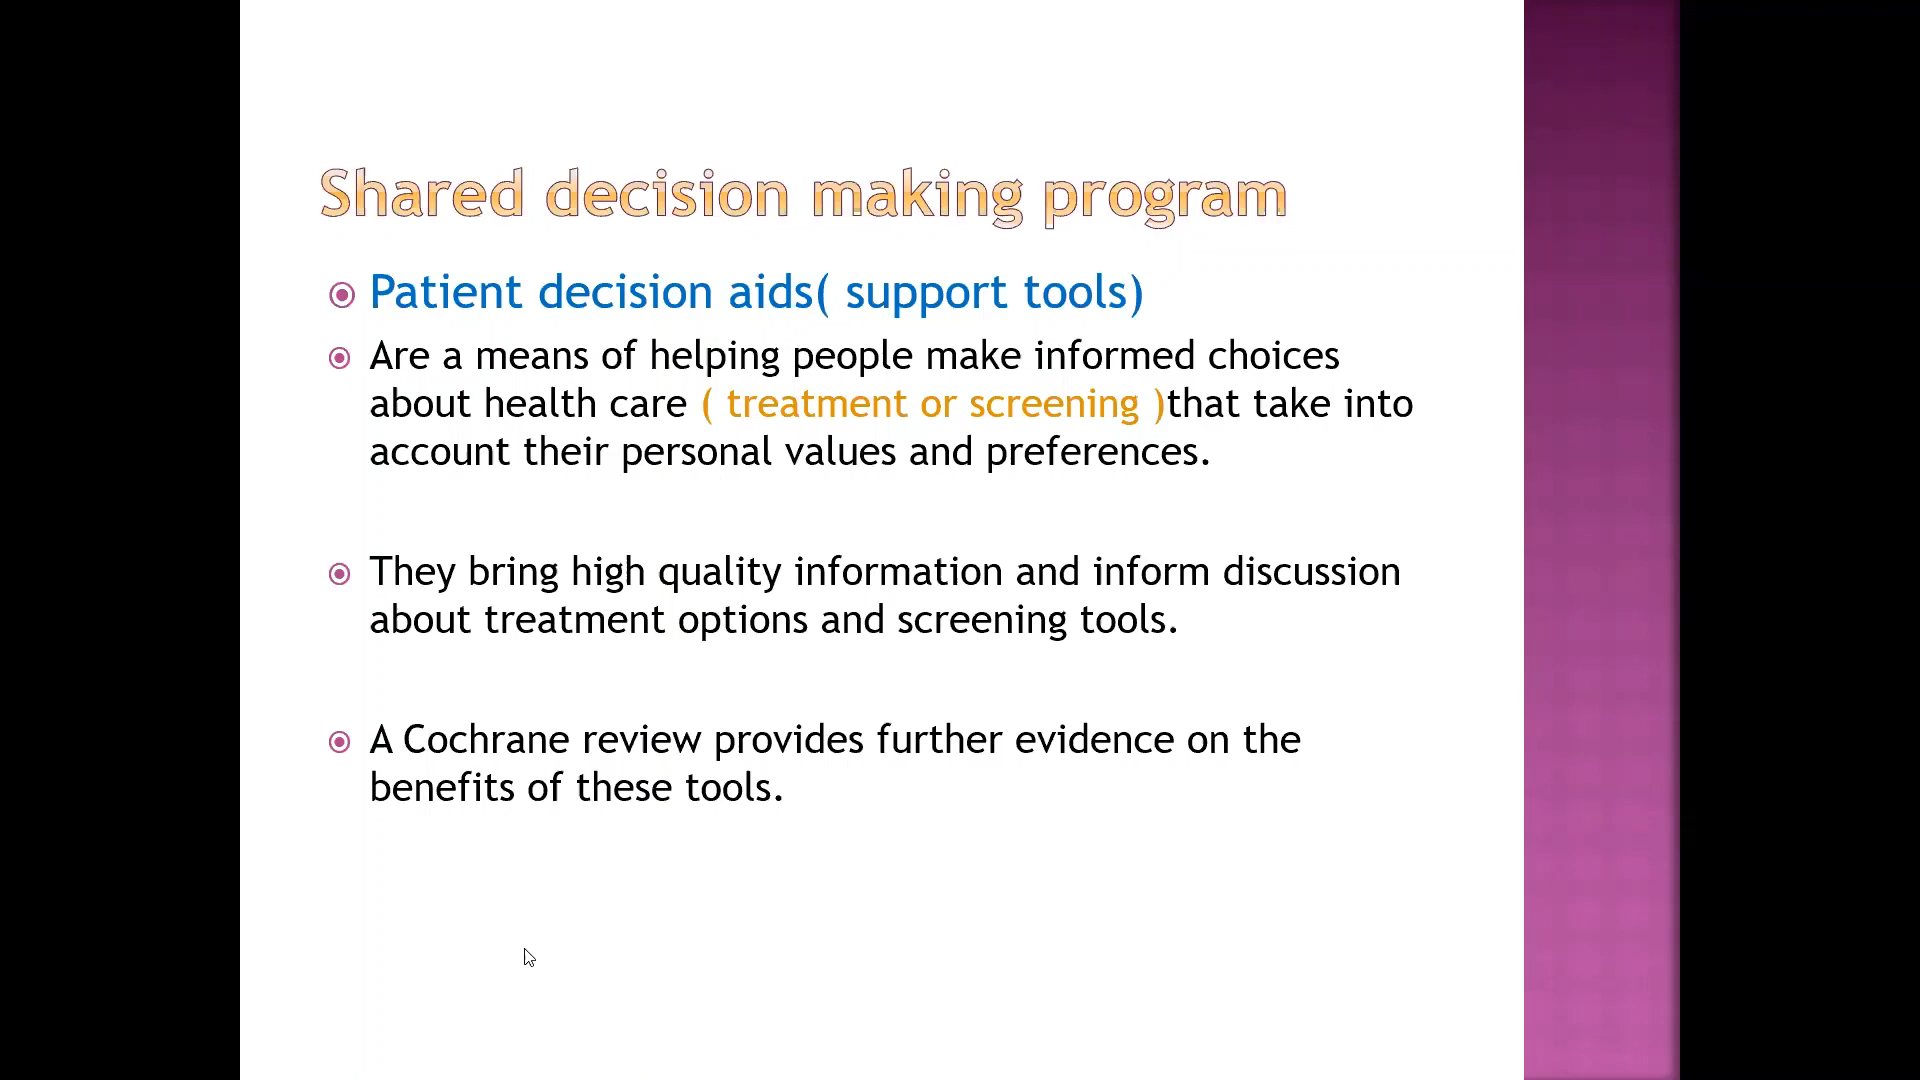 Shared decision making program
Patient decision aids( support tools)
Are a means of helping people make informed choices
about health care ( treatment or screening )that take into
account their personal values and preferences.
They bring high quality information and inform discussion
about treatment options and screening tools.
A Cochrane review provides further evidence on the
benefits of these tools.